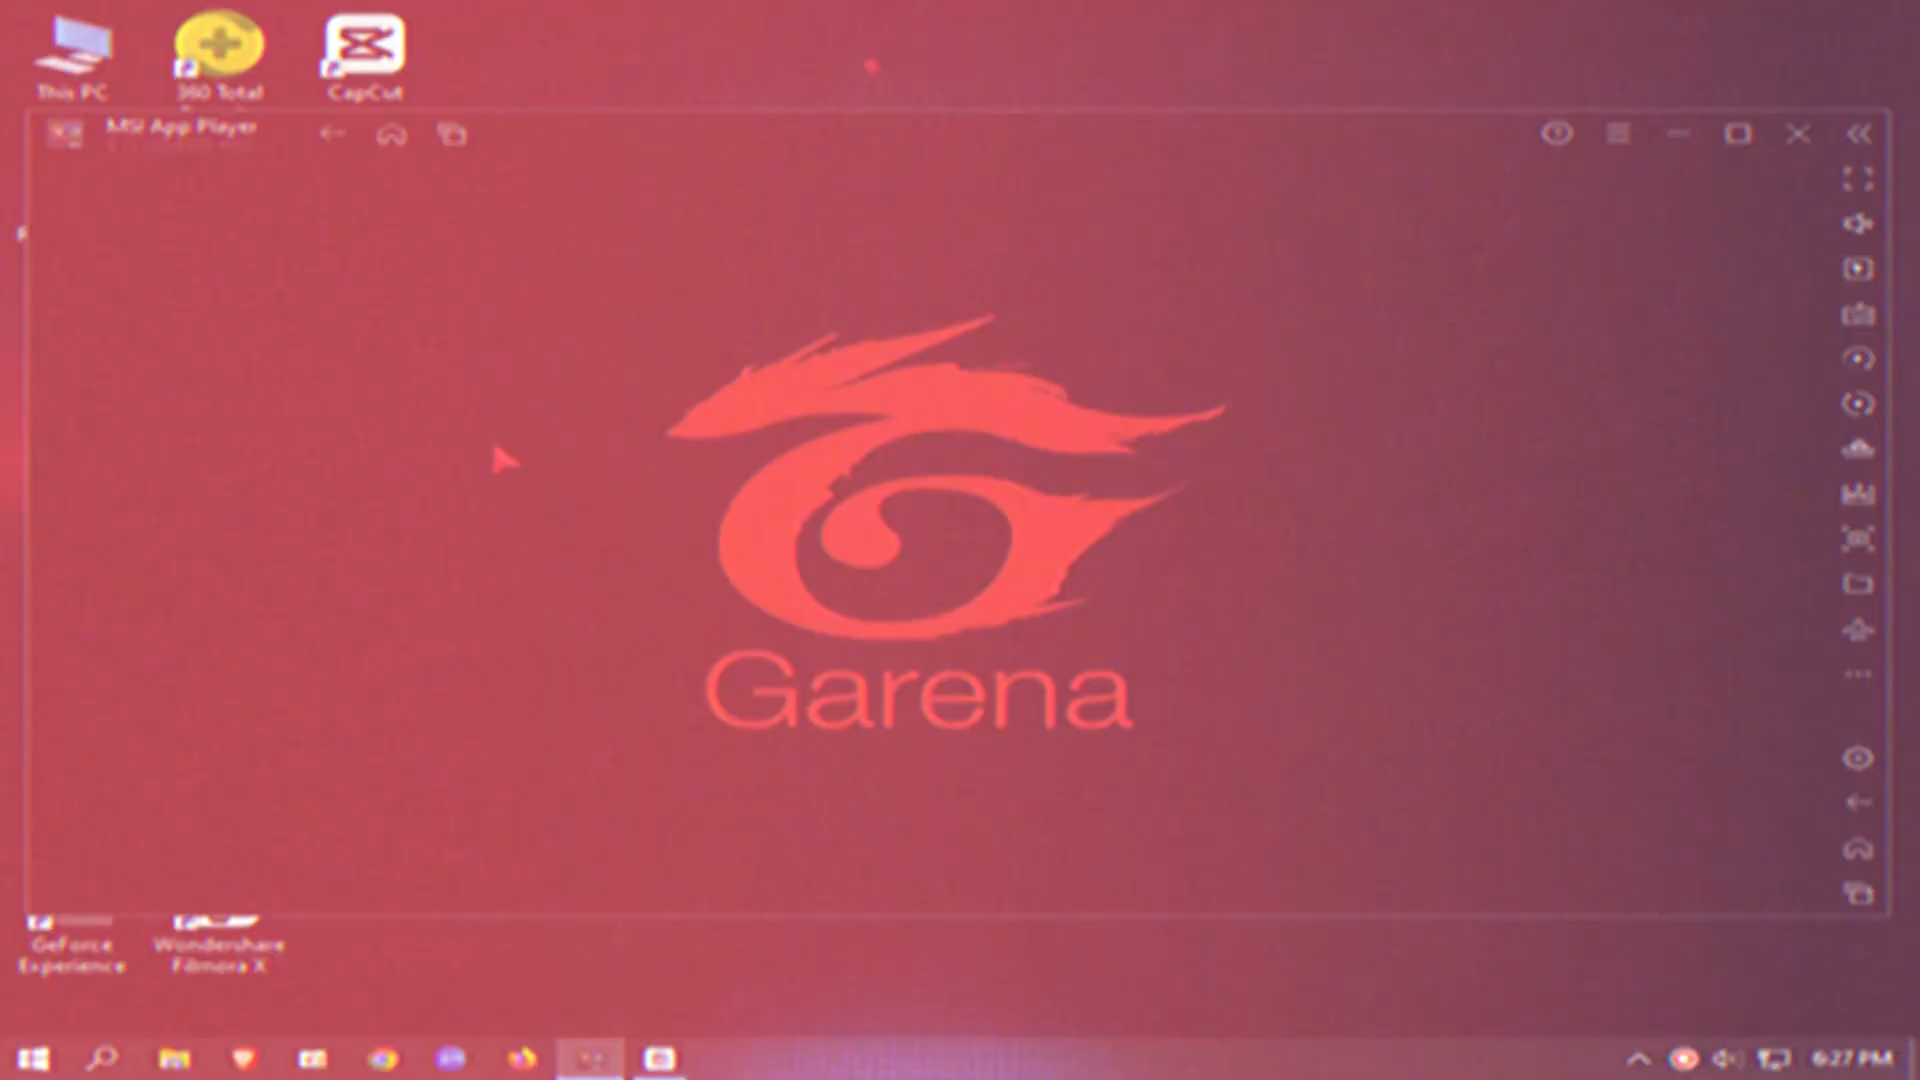 This PC
360 Total
CapCut
MSI App Player
Garena
GeForce
Experience
Wondershare
Filmora X
6:27 PM